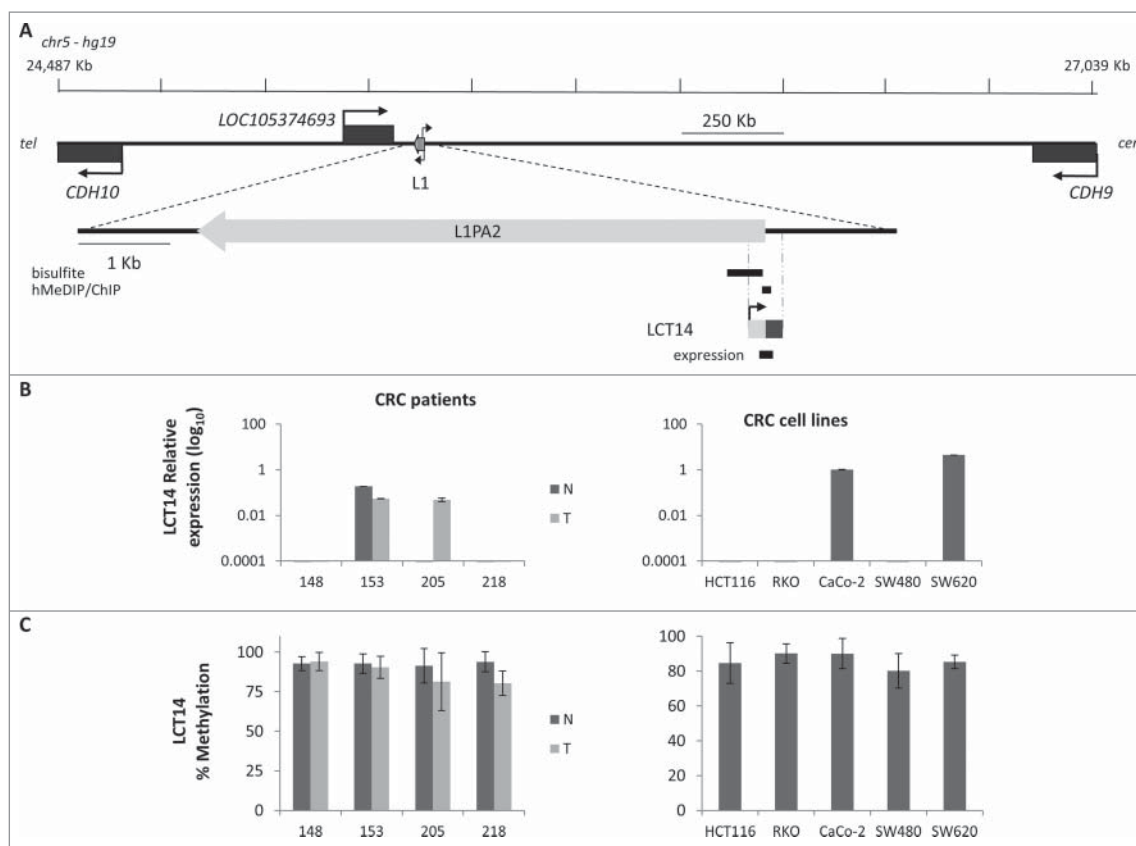 A
chr5 - hg19
24,487 Kb
27,039 Kb
LOC105374693
250 Kb
tel
cer
CDH10
L1
CDH9
L1PA2
1 Kb
bisulfite
hMeDIP/ChIP
LCT14
expression
B
CRC patients
CRC cell lines
LCT14 Relative
expression (log10)
100
1
0.01
0.0001
148 153 205 218
N
T
100
1
0.01
0.0001
HCT116 RKO CaCo-2 SW480 SW620
C
LCT14
% Methylation
100
75
50
25
0
148 153 205 218
N
T
100
80
60
40
20
0
HCT116 RKO CaCo-2 SW480 SW620